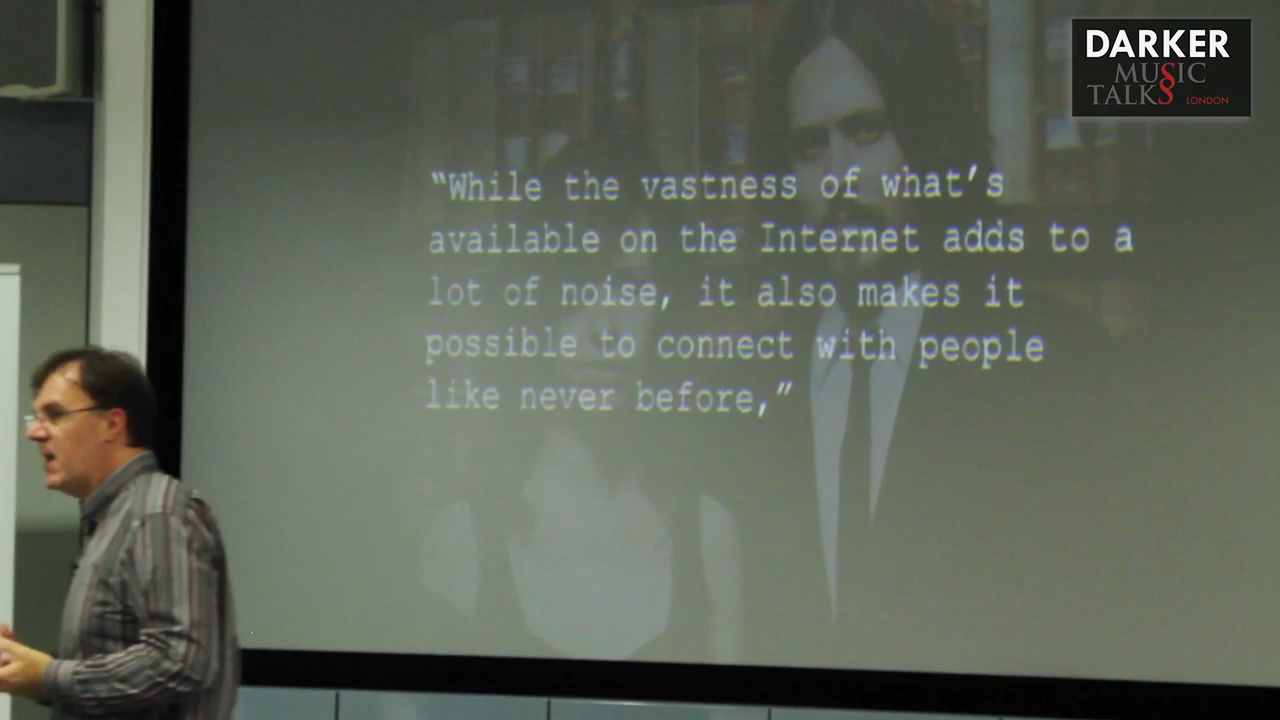 DARKER
MUSIC
TALKS LONDON
“While the vastness of what’s
available on the Internet adds to a
lot of noise, it also makes it
possible to connect with people
like never before,”